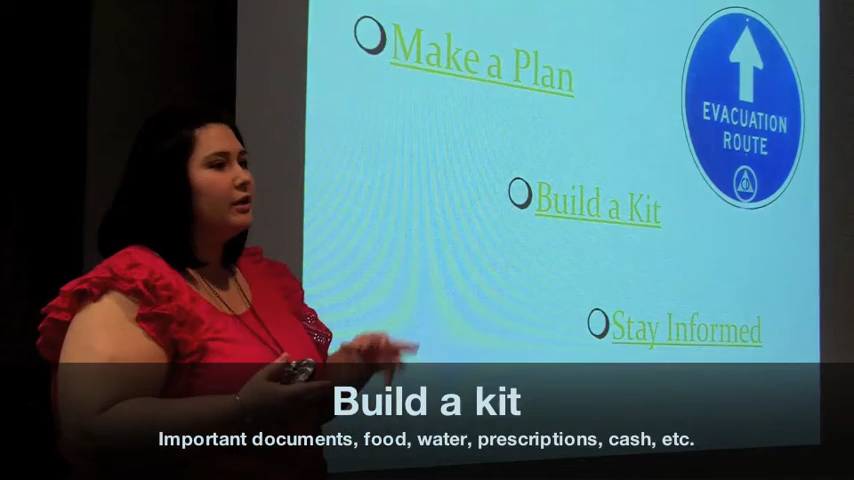 Make a Plan
EVACUATION
ROUTE
Build a Kit
Stay Informed
Build a kit
Important documents, food, water, prescriptions, cash, etc.